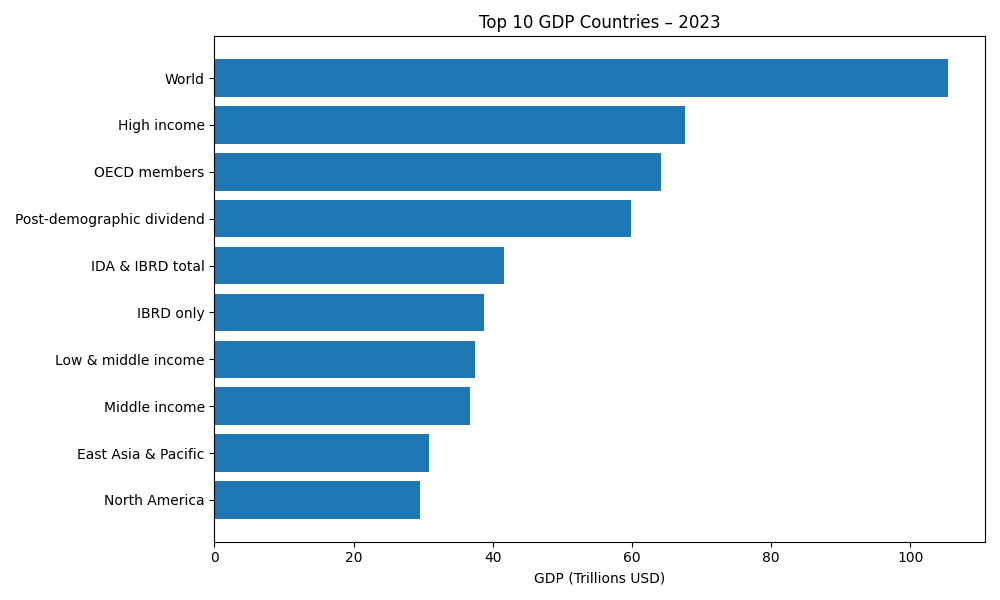 Top 10 GDP Countries – 2023
World
High income
OECD members
Post-demographic dividend
IDA & IBRD total
IBRD only
Low & middle income
Middle income
East Asia & Pacific
North America
0 20 40 60 80 100
GDP (Trillions USD)